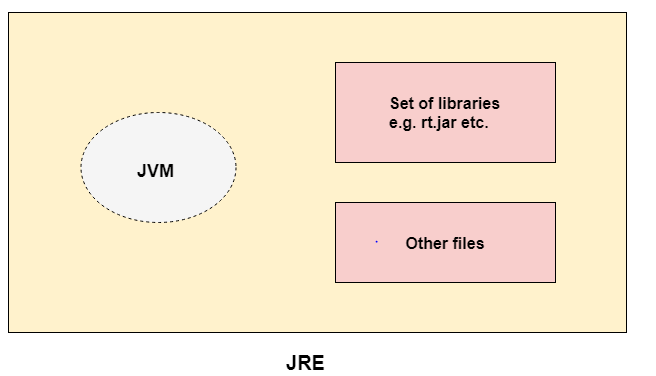 JVM
Set of libraries
e.g. rt.jar etc.
Other files
JRE